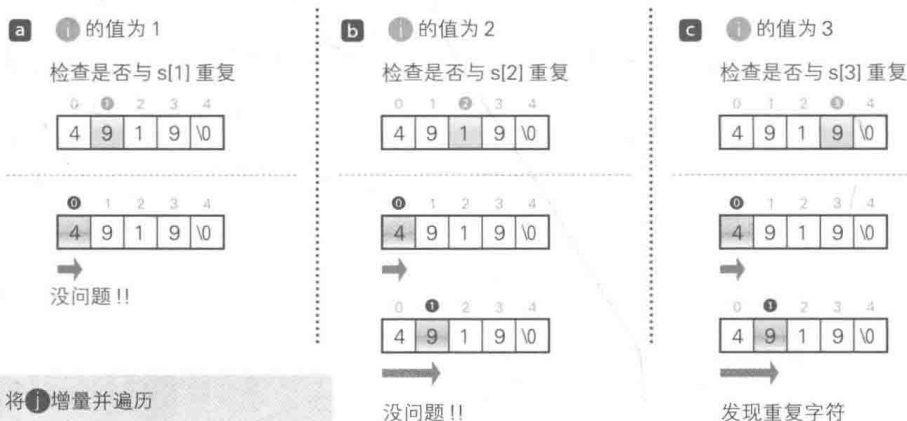 a i 的值为 1
检查是否与 s[1] 重复
0 1 2 3 4
4 9 1 9 \0
0 1 2 3 4
4 9 1 9 \0
没问题 !!
将 j 增量并遍历
b i 的值为 2
检查是否与 s[2] 重复
0 1 2 3 4
4 9 1 9 \0
0 1 2 3 4
4 9 1 9 \0
0 1 2 3 4
4 9 1 9 \0
没问题 !!
c i 的值为 3
检查是否与 s[3] 重复
0 1 2 3 4
4 9 1 9 \0
0 1 2 3 4
4 9 1 9 \0
0 1 2 3 4
4 9 1 9 \0
发现重复字符